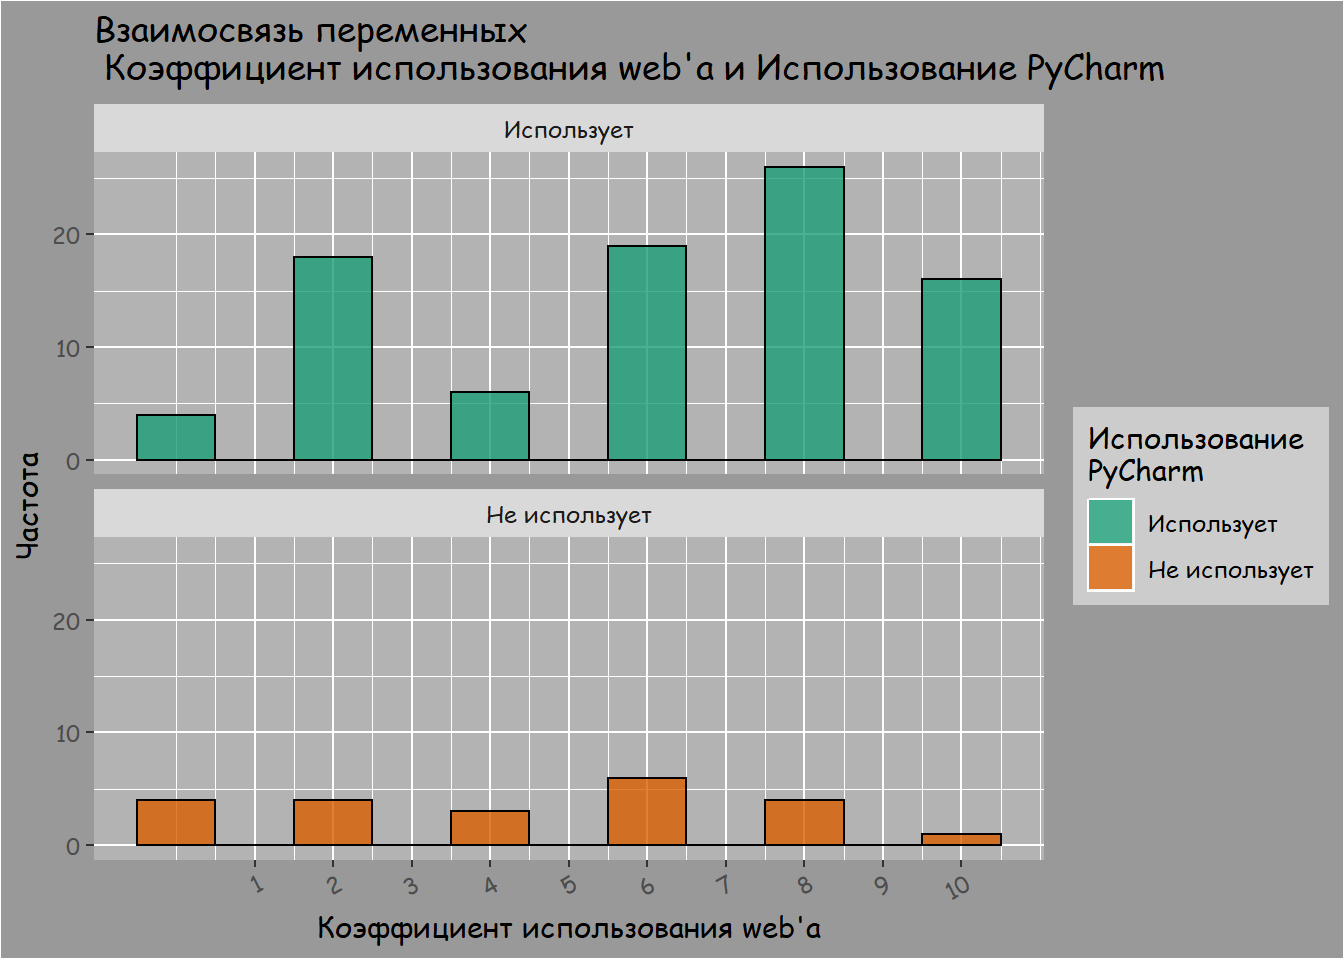 Взаимосвязь переменных
Коэффициент использования web'а и Использование PyCharm
Использует
20
10
0
Не использует
20
10
0
1 2 3 4 5 6 7 8 9 10
Коэффициент использования web'а
Частота
Использование
PyCharm
Использует
Не использует